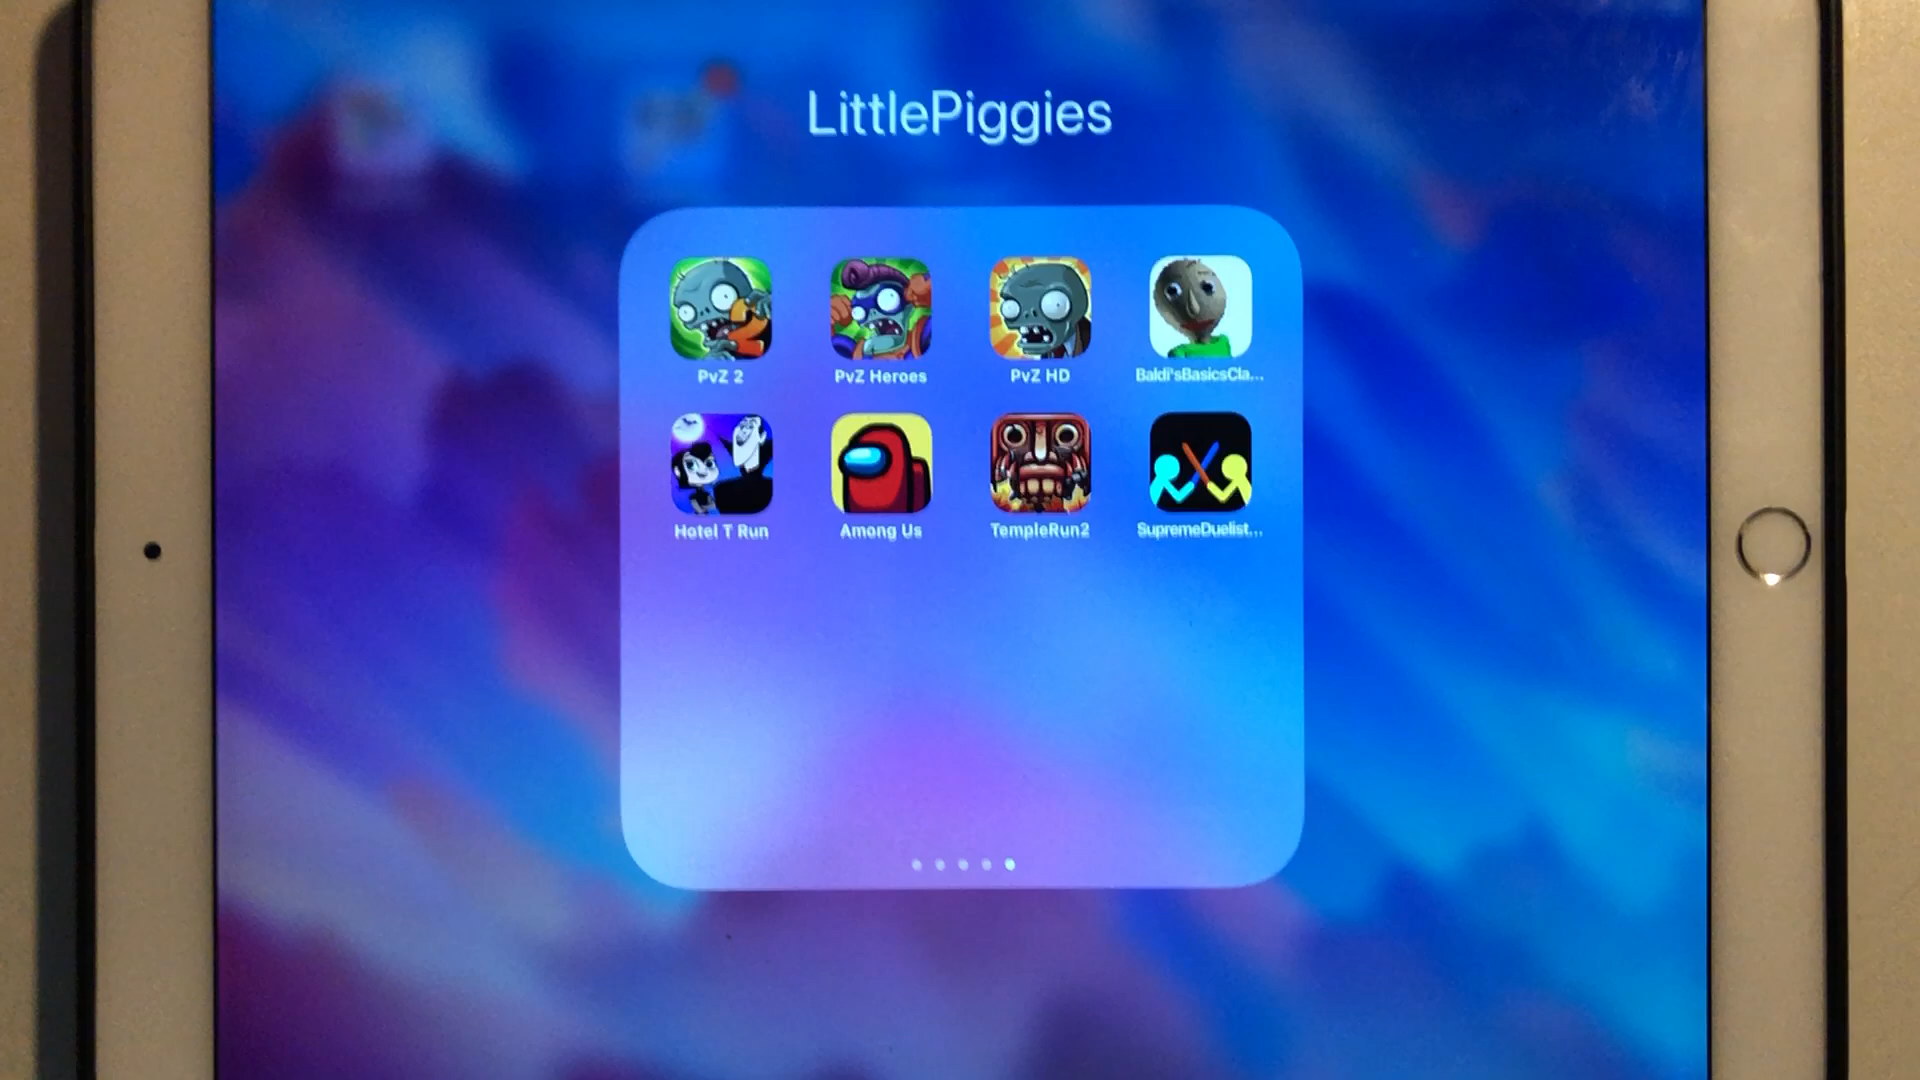 LittlePiggies
PvZ 2
PvZ Heroes
PvZ HD
Baldi'sBasicsCla...
Hotel T Run
Among Us
TempleRun2
SupremeDuelist...